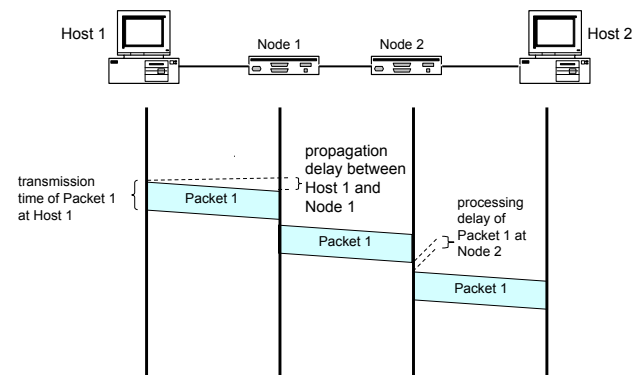 Host 1
Node 1
Node 2
Host 2
transmission
time of Packet 1
at Host 1
Packet 1
propagation
delay between
Host 1 and
Node 1
Packet 1
processing
delay of
Packet 1 at
Node 2
Packet 1